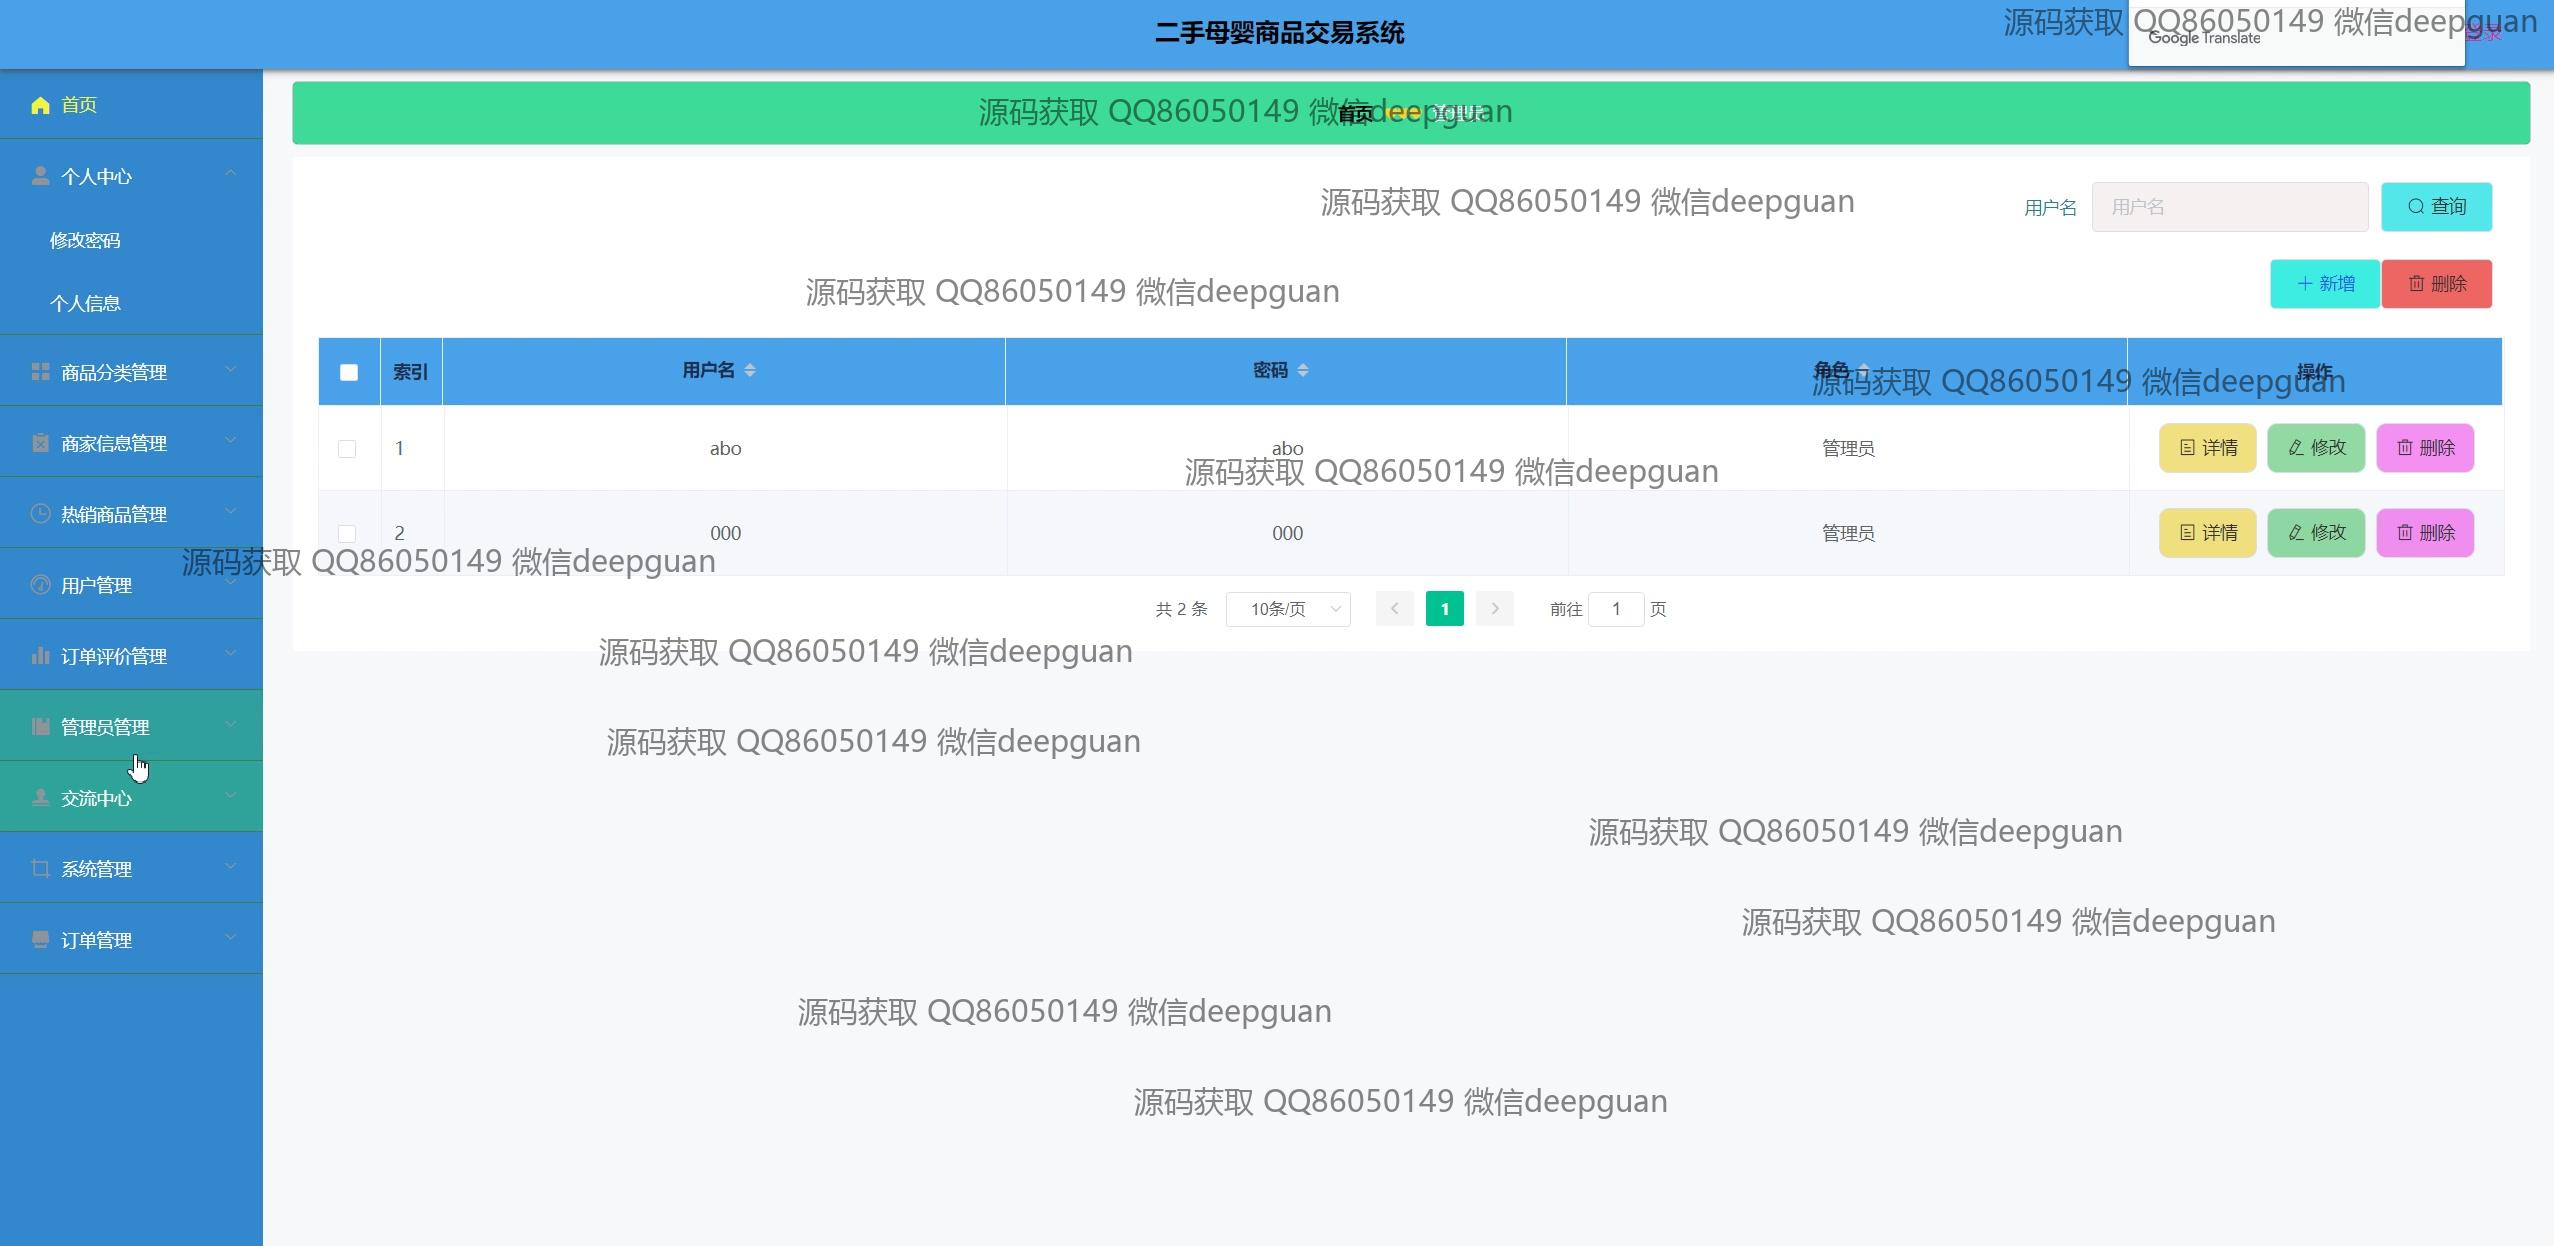 二手母婴商品交易系统
源码获取 QQ86050149 微信deepguan
Google Translate
首页
源码获取 QQ86050149 微信deepguan
首页 管理员
个人中心
修改密码
个人信息
商品分类管理
商家信息管理
热销商品管理
用户管理
订单评价管理
管理员管理
交流中心
系统管理
订单管理
源码获取 QQ86050149 微信deepguan
用户名 用户名 查询
源码获取 QQ86050149 微信deepguan
新增 删除
索引 用户名 密码 角色 操作
源码获取 QQ86050149 微信deepguan
1 abo abo 管理员 详情 修改 删除
源码获取 QQ86050149 微信deepguan
2 000 000 管理员 详情 修改 删除
源码获取 QQ86050149 微信deepguan
共 2 条 10条/页 1 前往 1 页
源码获取 QQ86050149 微信deepguan
源码获取 QQ86050149 微信deepguan
源码获取 QQ86050149 微信deepguan
源码获取 QQ86050149 微信deepguan
源码获取 QQ86050149 微信deepguan
源码获取 QQ86050149 微信deepguan